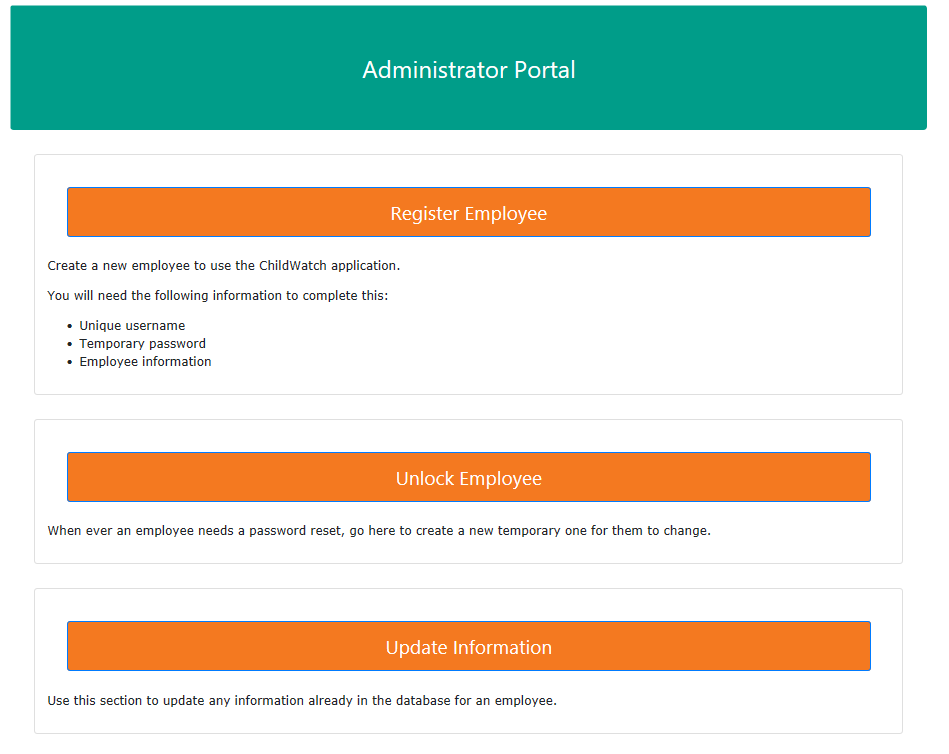 Administrator Portal
Register Employee
Create a new employee to use the ChildWatch application.
You will need the following information to complete this:
• Unique username
• Temporary password
• Employee information
Unlock Employee
When ever an employee needs a password reset, go here to create a new temporary one for them to change.
Update Information
Use this section to update any information already in the database for an employee.